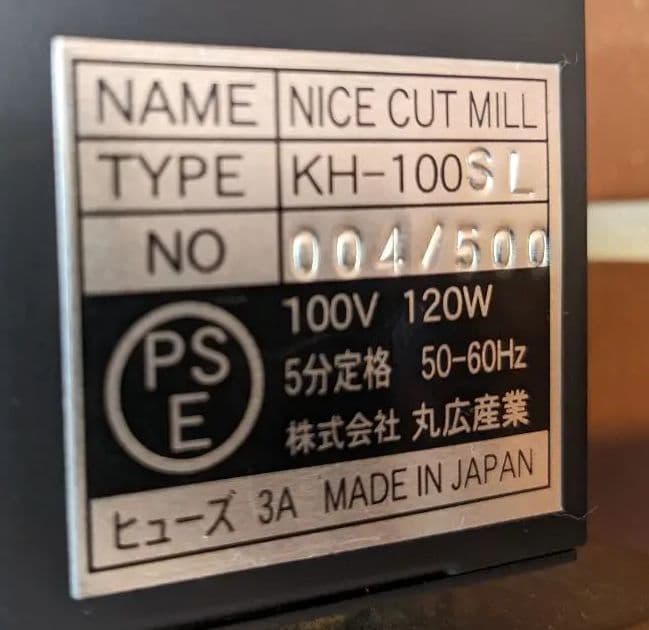 NAME NICE CUT MILL
TYPE KH-100SL
NO 004/500
PS
E
100V 120W
5分定格 50-60Hz
株式会社 丸広産業
ヒューズ 3A MADE IN JAPAN